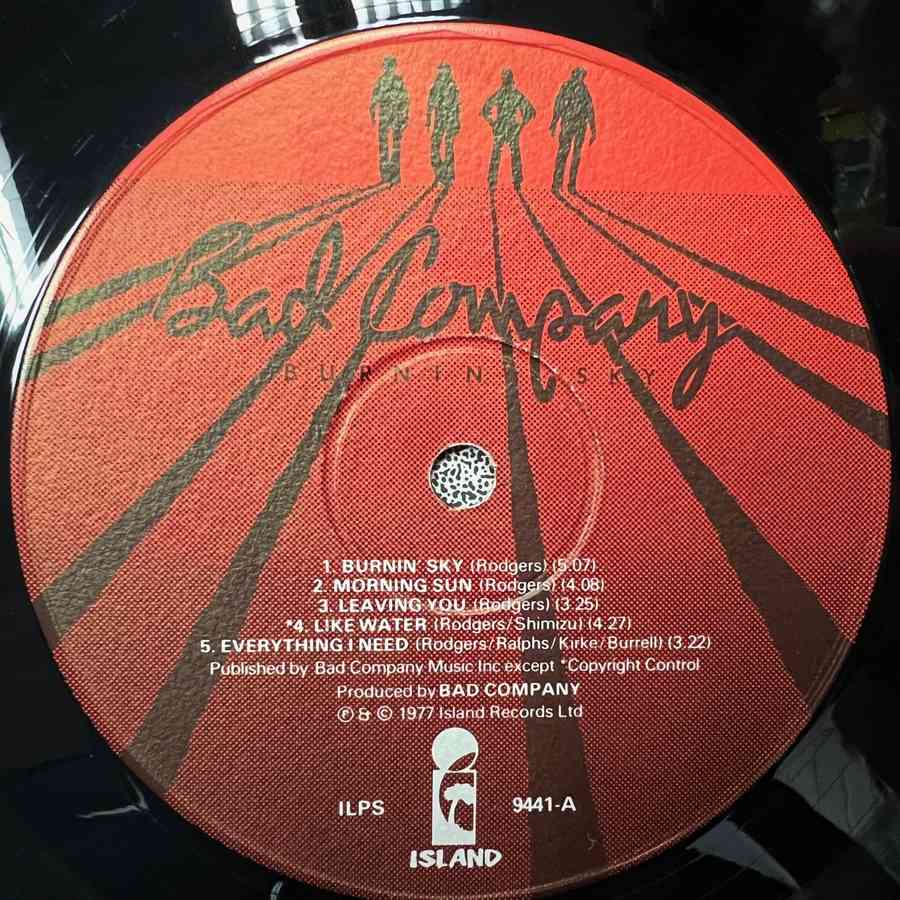 Bad Company
BURNIN' SKY
1. BURNIN' SKY (Rodgers) (5.07)
2. MORNING SUN (Rodgers) (4.08)
3. LEAVING YOU (Rodgers) (3.25)
*4. LIKE WATER (Rodgers/Shimizu) (4.27)
5. EVERYTHING I NEED (Rodgers/Ralphs/Kirke/Burrell) (3.22)
Published by Bad Company Music Inc except *Copyright Control
Produced by BAD COMPANY
℗ & © 1977 Island Records Ltd
ILPS 9441-A
ISLAND